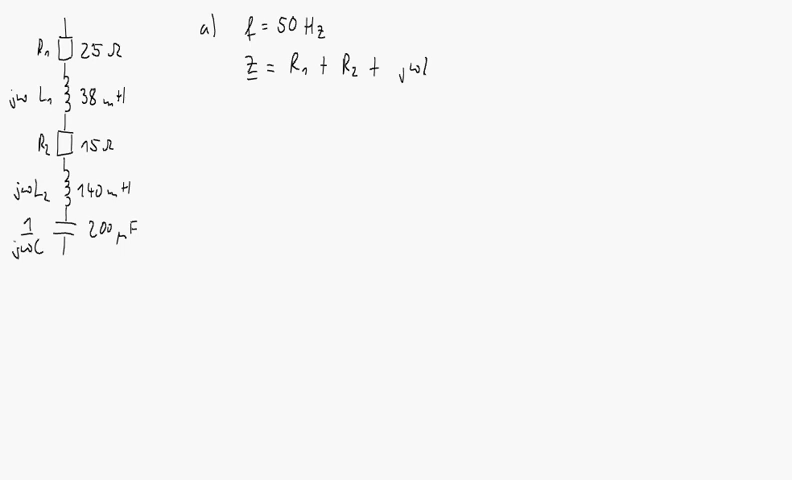 R₁ 25 Ω
jω L₁ 38 mH
R₂ 15 Ω
jωL₂ 140 mH
1/jωC 200 μF
a) f = 50 Hz
Z = R₁ + R₂ + jωl